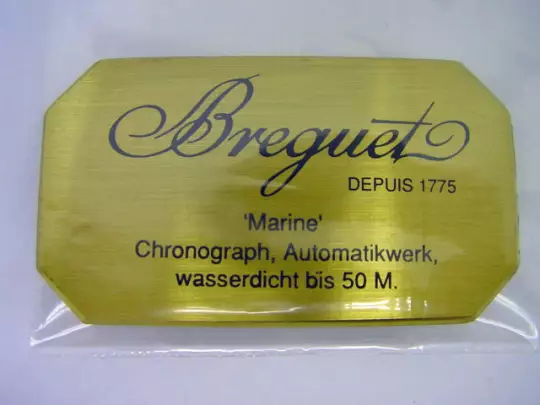 Breguet
DEPUIS 1775
'Marine'
Chronograph, Automatikwerk,
wasserdicht bis 50 M.